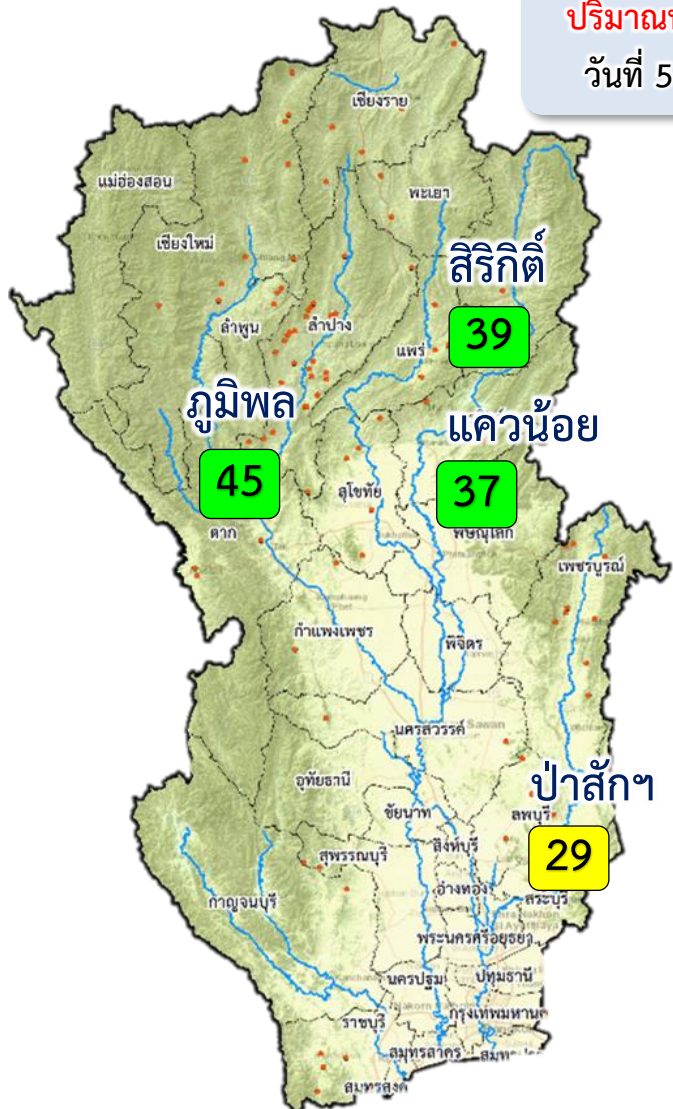 วันที่ 5
เชียงราย
แม่ฮ่องสอน
พะเยา
เชียงใหม่
สิริกิติ์
39
ลำพูน
ลำปาง
แพร่
ภูมิพล
45
แควน้อย
37
สุโขทัย
ตาก
พิษณุโลก
เพชรบูรณ์
กำแพงเพชร
พิจิตร
นครสวรรค์
Sawan
อุทัยธานี
ป่าสักฯ
29
ชัยนาท
ลพบุรี
สิงห์บุรี
สุพรรณบุรี
อ่างทอง
สระบุรี
กาญจนบุรี
พระนครศรีอยุธยา
นครปฐม
ปทุมธานี
ราชบุรี
กรุงเทพมหานค
สมุทรสาคร
สมุทรสงค